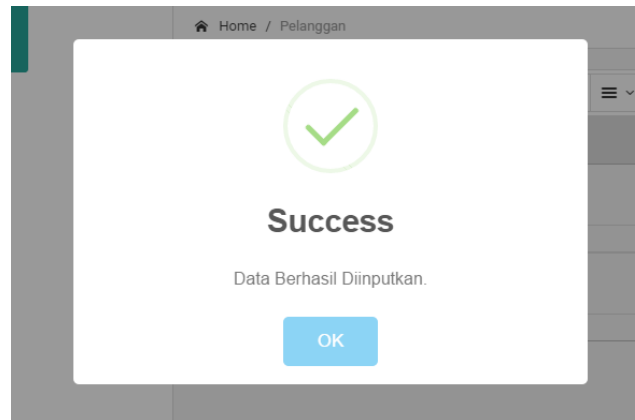 Home / Pelanggan
Success
Data Berhasil Diinputkan.
OK